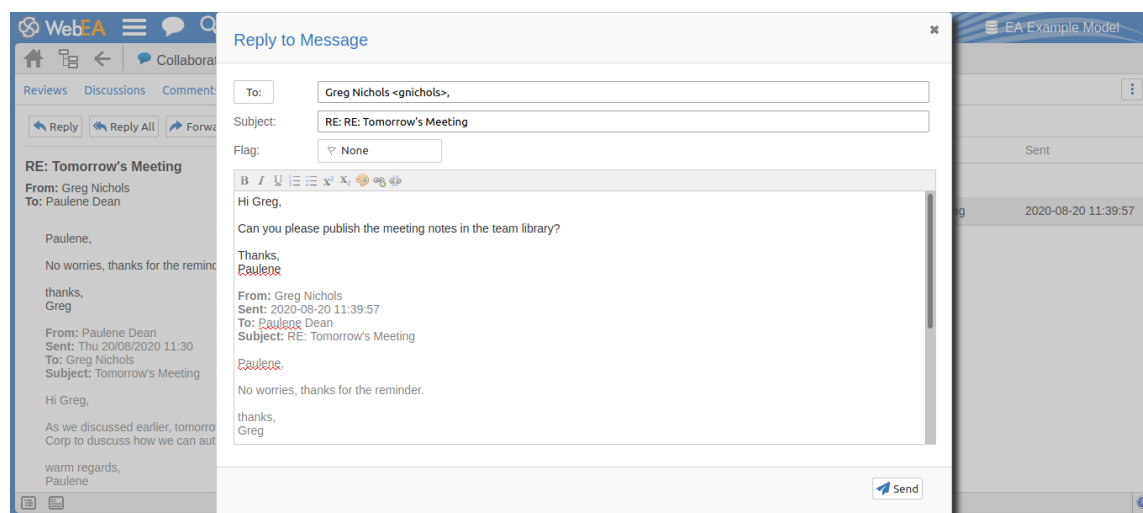 WebEA
EA Example Model
Collaborat
Reviews Discussions Comment
Reply Reply All Forwa
Sent
RE: Tomorrow's Meeting
From: Greg Nichols
To: Paulene Dean
ng 2020-08-20 11:39:57
Paulene,
No worries, thanks for the remind
thanks,
Greg
From: Paulene Dean
Sent: Thu 20/08/2020 11:30
To: Greg Nichols
Subject: Tomorrow's Meeting
Hi Greg,
As we discussed earlier, tomorro
Corp to duscuss how we can aut
warm regards,
Paulene
Reply to Message
To: Greg Nichols <gnichols>,
Subject: RE: RE: Tomorrow's Meeting
Flag: None
B I U x² X₂
Hi Greg,
Can you please publish the meeting notes in the team library?
Thanks,
Paulene
From: Greg Nichols
Sent: 2020-08-20 11:39:57
To: Paulene Dean
Subject: RE: Tomorrow's Meeting
Paulene,
No worries, thanks for the reminder.
thanks,
Greg
Send